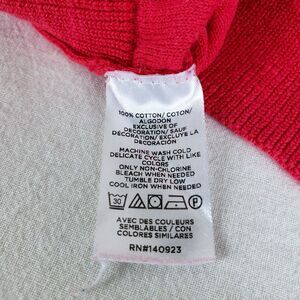 100% COTTON/ COTON/
ALGODON
EXCLUSIVE OF
DECORATION/ SAUF
DÉCORATION/ EXCLUYE LA
DECORACIÓN
MACHINE WASH COLD
DELICATE CYCLE WITH LIKE
COLORS
ONLY NON-CHLORINE
BLEACH WHEN NEEDED
TUMBLE DRY LOW
COOL IRON WHEN NEEDED
30
AVEC DES COULEURS
SEMBLABLES / CON
COLORES SIMILARES
RN#140923